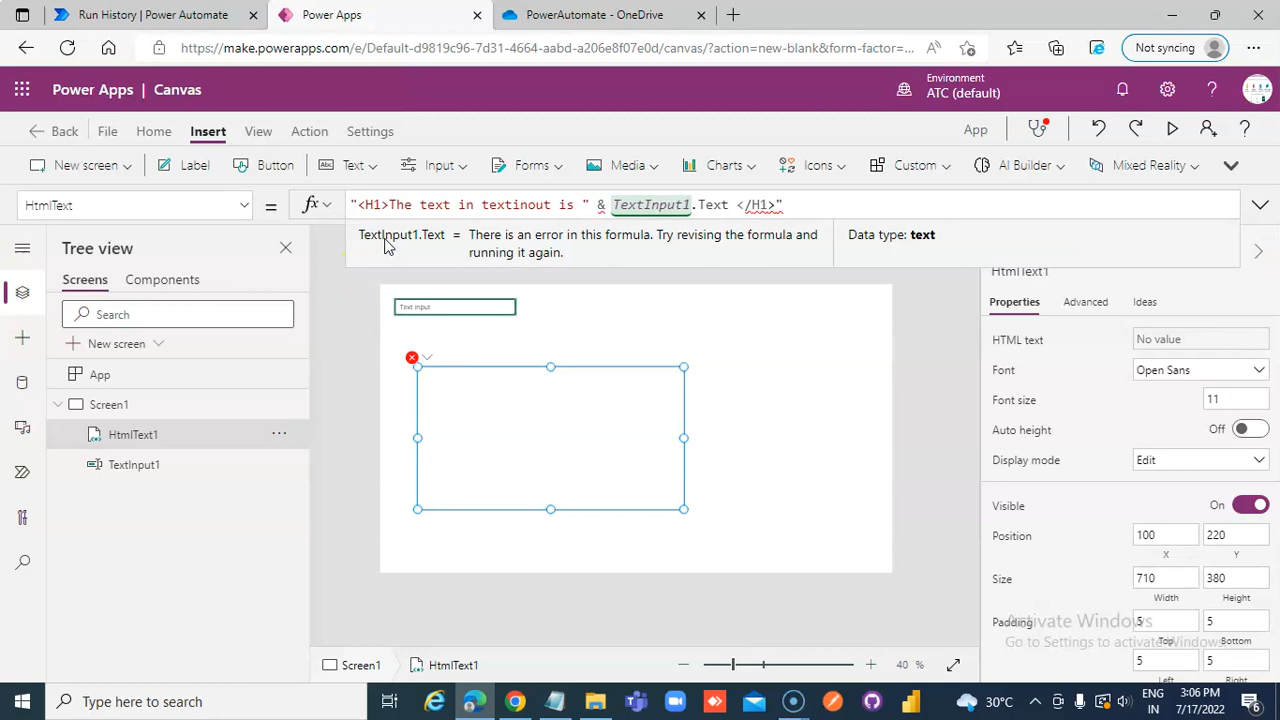 Run History | Power Automate
Power Apps
PowerAutomate - OneDrive
https://make.powerapps.com/e/Default-d9819c96-7d31-4664-aabd-a206e8f07e0d/canvas/?action=new-blank&form-factor=...
Not syncing
Power Apps | Canvas
Environment
ATC (default)
Back
File
Home
Insert
View
Action
Settings
App
New screen
Label
Button
Text
Input
Forms
Media
Charts
Icons
Custom
AI Builder
Mixed Reality
HtmlText
=
fx
"<H1>The text in textinout is " & TextInput1.Text </H1>"
TextInput1.Text = There is an error in this formula. Try revising the formula and
running it again.
Data type: text
Tree view
Screens
Components
Search
New screen
App
Screen1
HtmlText1
TextInput1
Text input
HtmlText1
Properties
Advanced
Ideas
HTML text
No value
Font
Open Sans
Font size
11
Auto height
Off
Display mode
Edit
Visible
On
Position
100
220
X
Y
Size
710
380
Width
Height
Padding
5
5
Top
Bottom
5
5
Left
Right
Activate Windows
Go to Settings to activate Windows.
Screen1
HtmlText1
40 %
Type here to search
30°C
ENG
IN
3:06 PM
7/17/2022
6